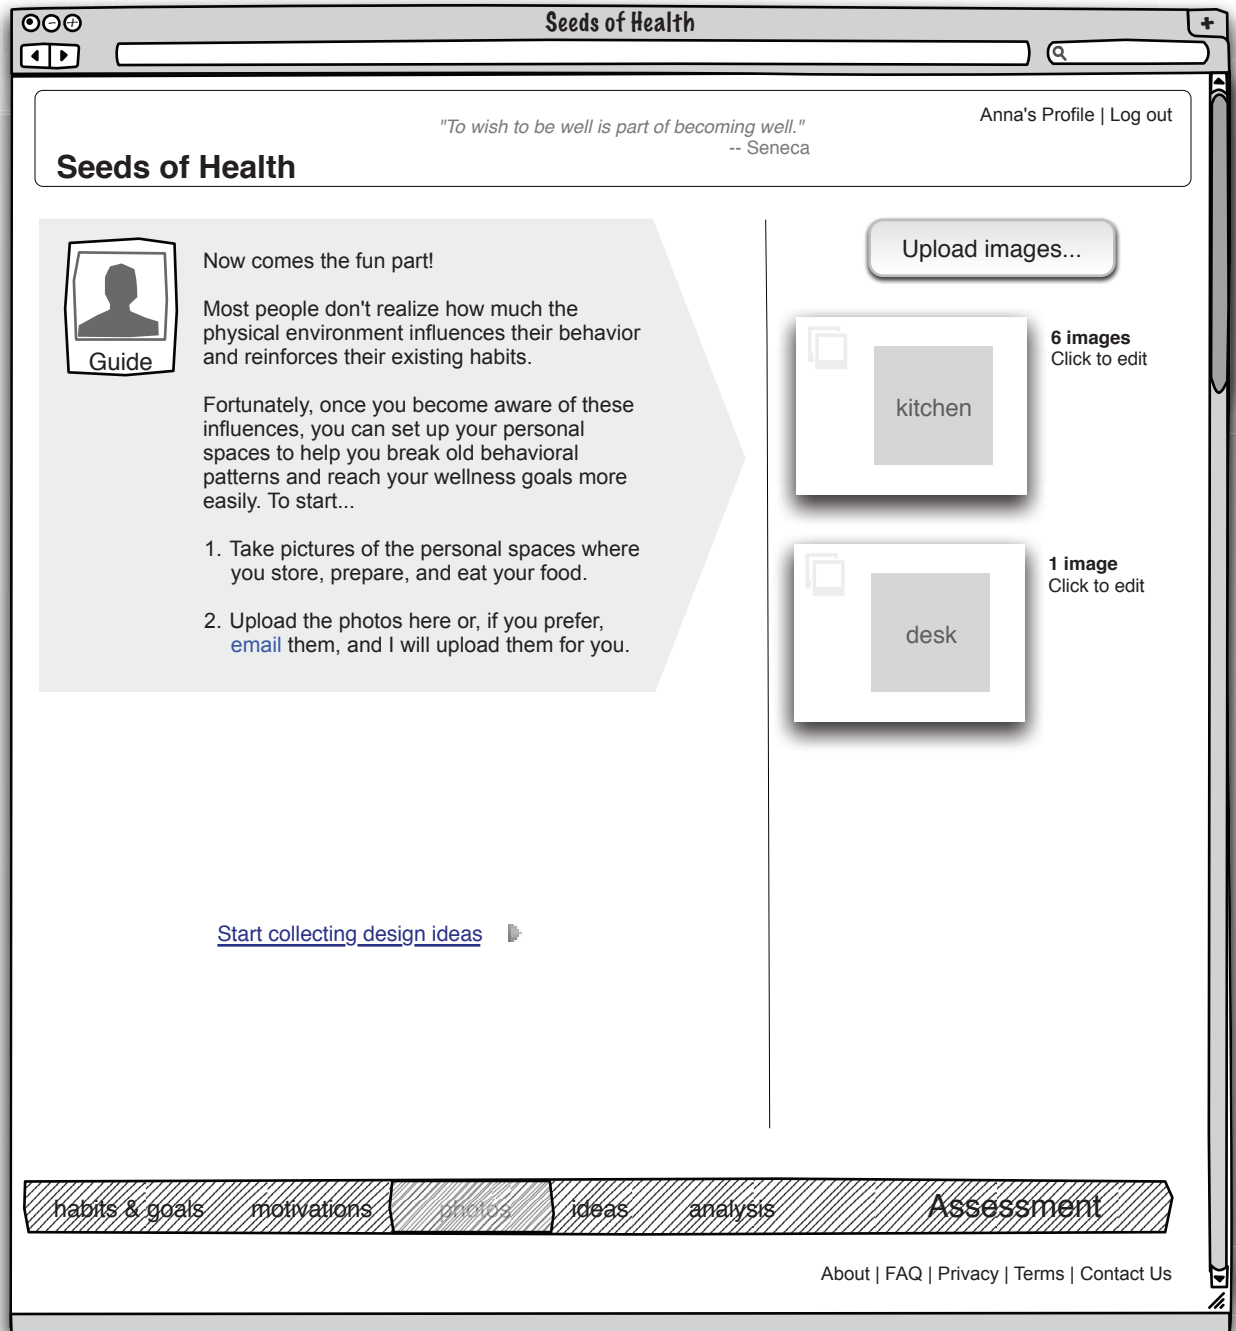 Seeds of Health
"To wish to be well is part of becoming well."
-- Seneca
Anna's Profile | Log out
Seeds of Health
Guide
Now comes the fun part!
Most people don't realize how much the
physical environment influences their behavior
and reinforces their existing habits.
Fortunately, once you become aware of these
influences, you can set up your personal
spaces to help you break old behavioral
patterns and reach your wellness goals more
easily. To start...
1. Take pictures of the personal spaces where
you store, prepare, and eat your food.
2. Upload the photos here or, if you prefer,
email them, and I will upload them for you.
Start collecting design ideas
Upload images...
kitchen
6 images
Click to edit
desk
1 image
Click to edit
habits & goals motivations photos ideas analysis Assessment
About | FAQ | Privacy | Terms | Contact Us